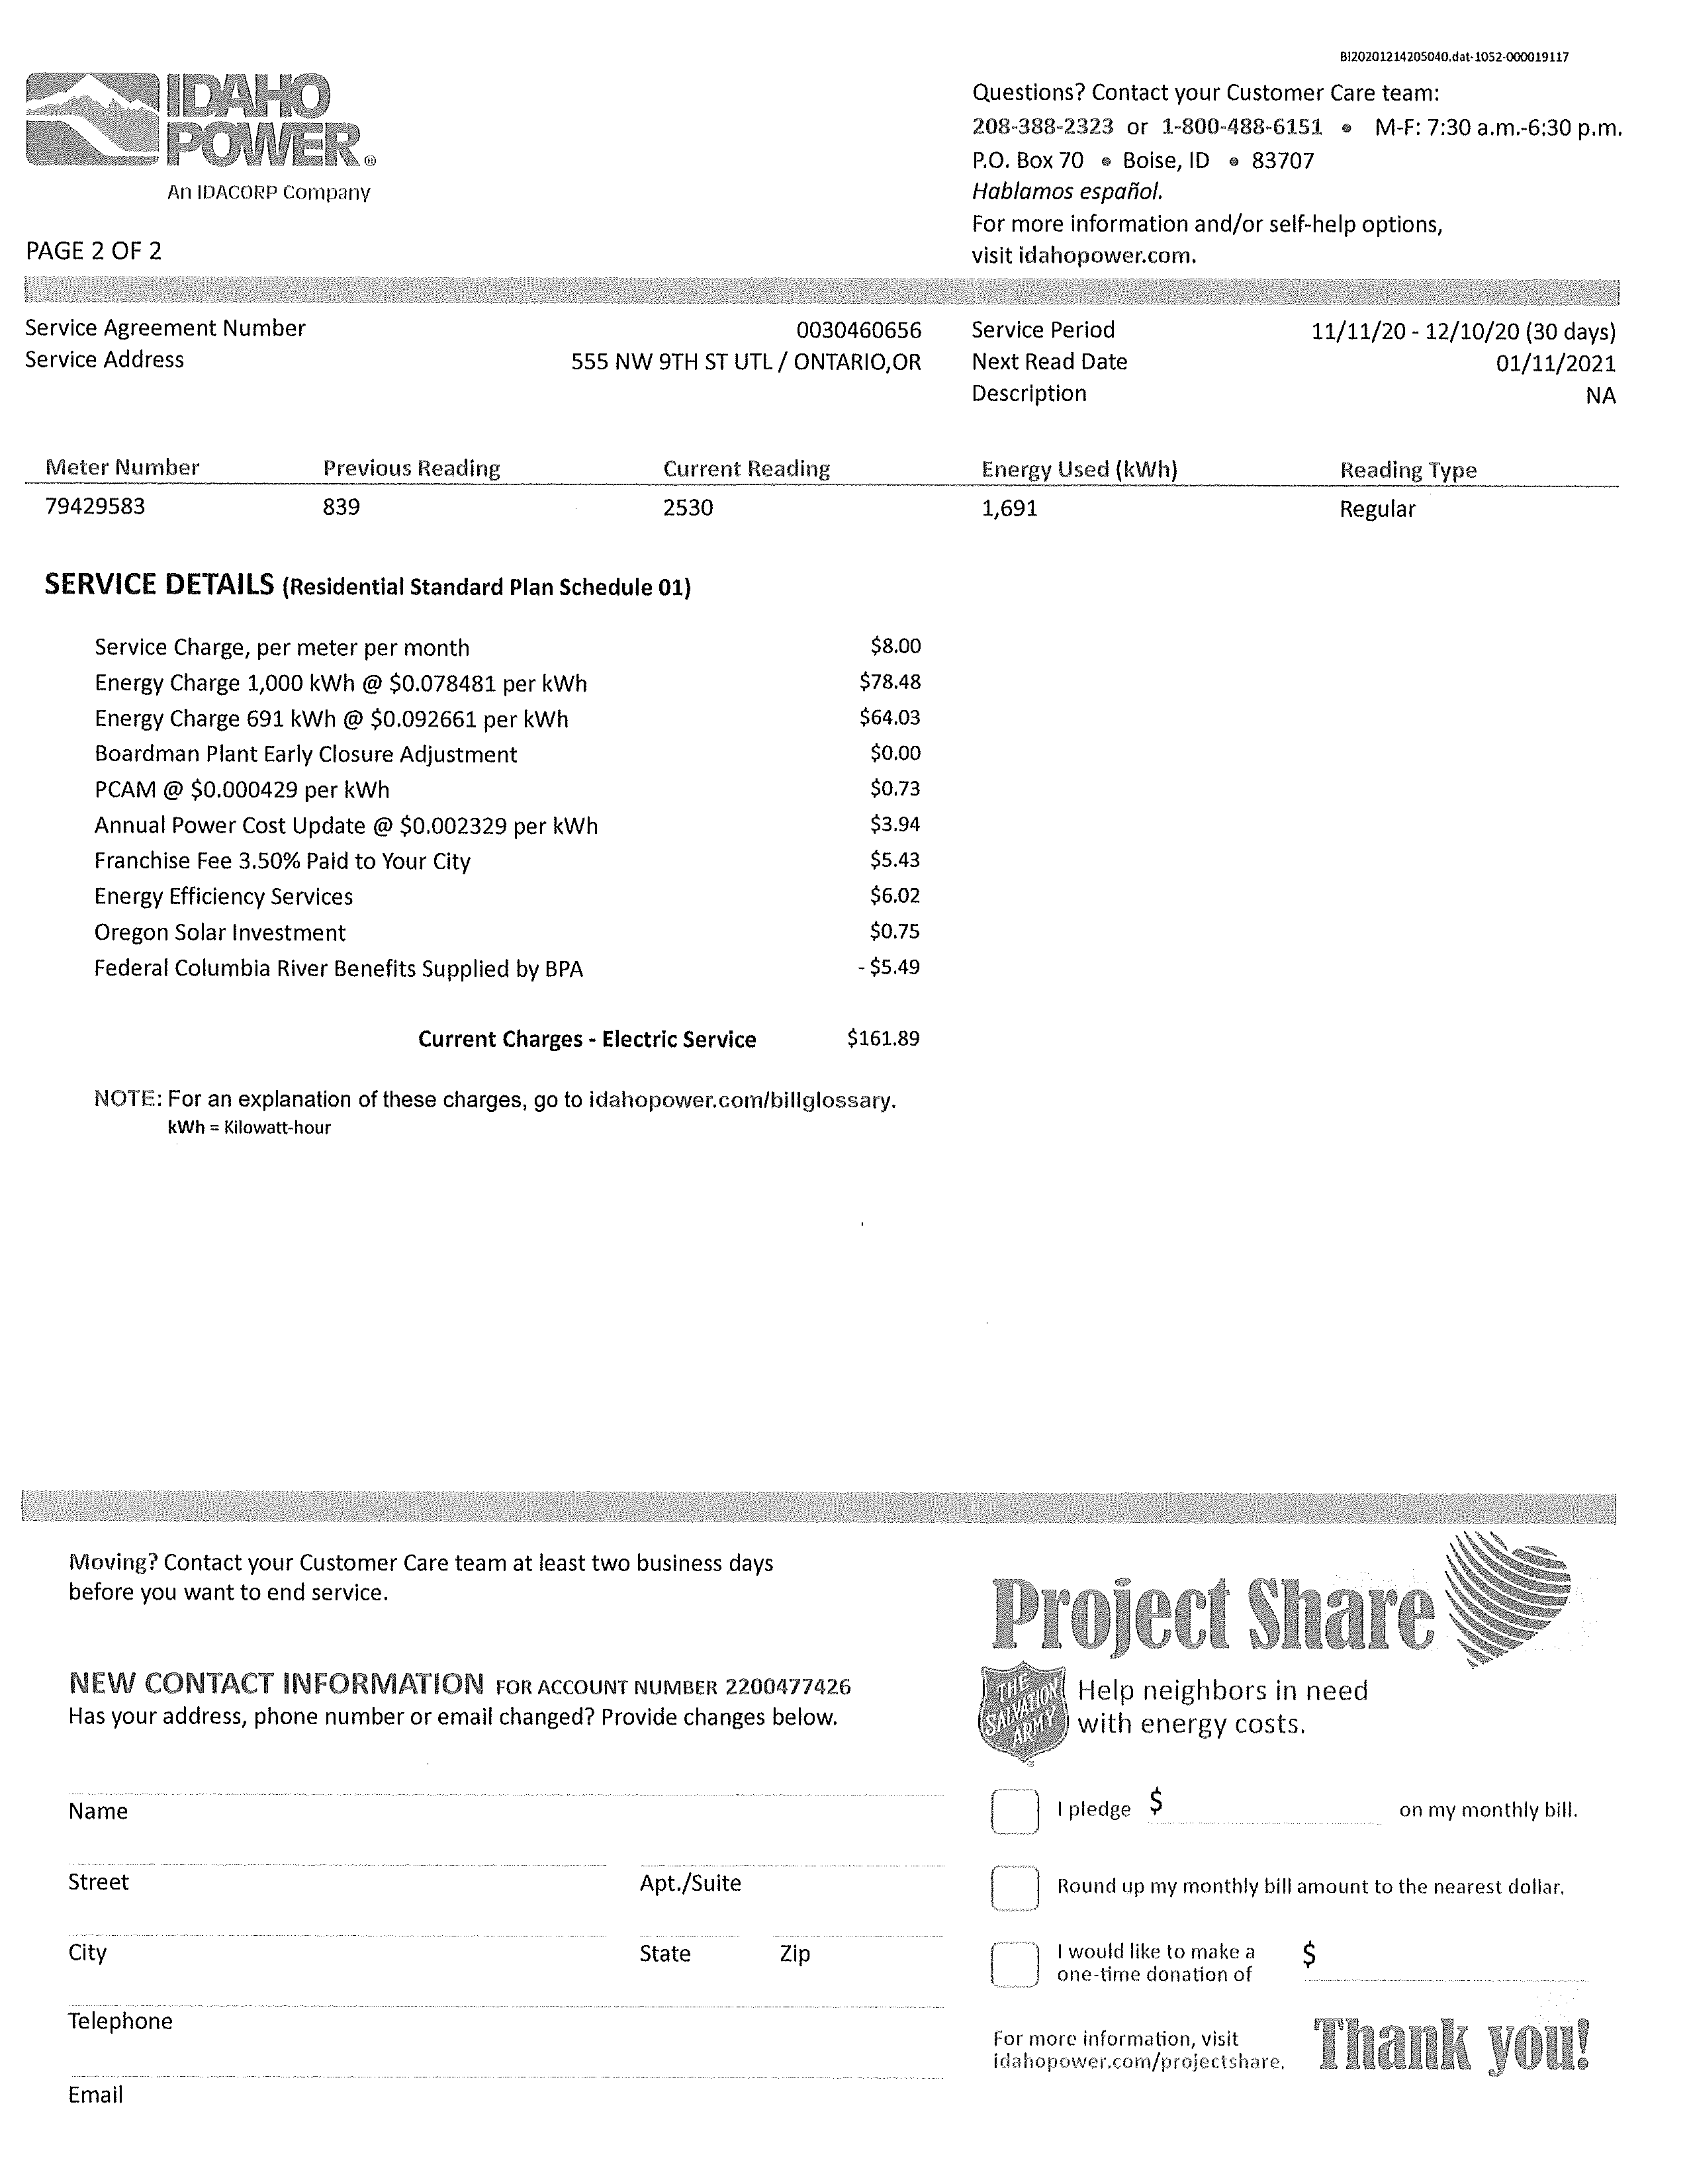 BI20201214205040.dat-1052-000019117
IDAHO
POWER®
An IDACORP Company
PAGE 2 OF 2
Questions? Contact your Customer Care team:
208-388-2323 or 1-800-488-6151 • M-F: 7:30 a.m.-6:30 p.m.
P.O. Box 70 • Boise, ID • 83707
Hablamos español.
For more information and/or self-help options,
visit idahopower.com.
Service Agreement Number 0030460656
Service Address 555 NW 9TH ST UTL / ONTARIO,OR
Service Period 11/11/20 - 12/10/20 (30 days)
Next Read Date 01/11/2021
Description NA
Meter Number Previous Reading Current Reading Energy Used (kWh) Reading Type
79429583 839 2530 1,691 Regular
SERVICE DETAILS (Residential Standard Plan Schedule 01)
Service Charge, per meter per month $8.00
Energy Charge 1,000 kWh @ $0.078481 per kWh $78.48
Energy Charge 691 kWh @ $0.092661 per kWh $64.03
Boardman Plant Early Closure Adjustment $0.00
PCAM @ $0.000429 per kWh $0.73
Annual Power Cost Update @ $0.002329 per kWh $3.94
Franchise Fee 3.50% Paid to Your City $5.43
Energy Efficiency Services $6.02
Oregon Solar Investment $0.75
Federal Columbia River Benefits Supplied by BPA - $5.49
Current Charges - Electric Service $161.89
NOTE: For an explanation of these charges, go to idahopower.com/billglossary.
kWh = Kilowatt-hour
Moving? Contact your Customer Care team at least two business days
before you want to end service.
NEW CONTACT INFORMATION FOR ACCOUNT NUMBER 2200477426
Has your address, phone number or email changed? Provide changes below.
Name
Street Apt./Suite
City State Zip
Telephone
Email
Project Share
THE
SALVATION
ARMY
Help neighbors in need
with energy costs.
I pledge $ on my monthly bill.
Round up my monthly bill amount to the nearest dollar.
I would like to make a
one-time donation of $
For more information, visit
idahopower.com/projectshare.
Thank you!